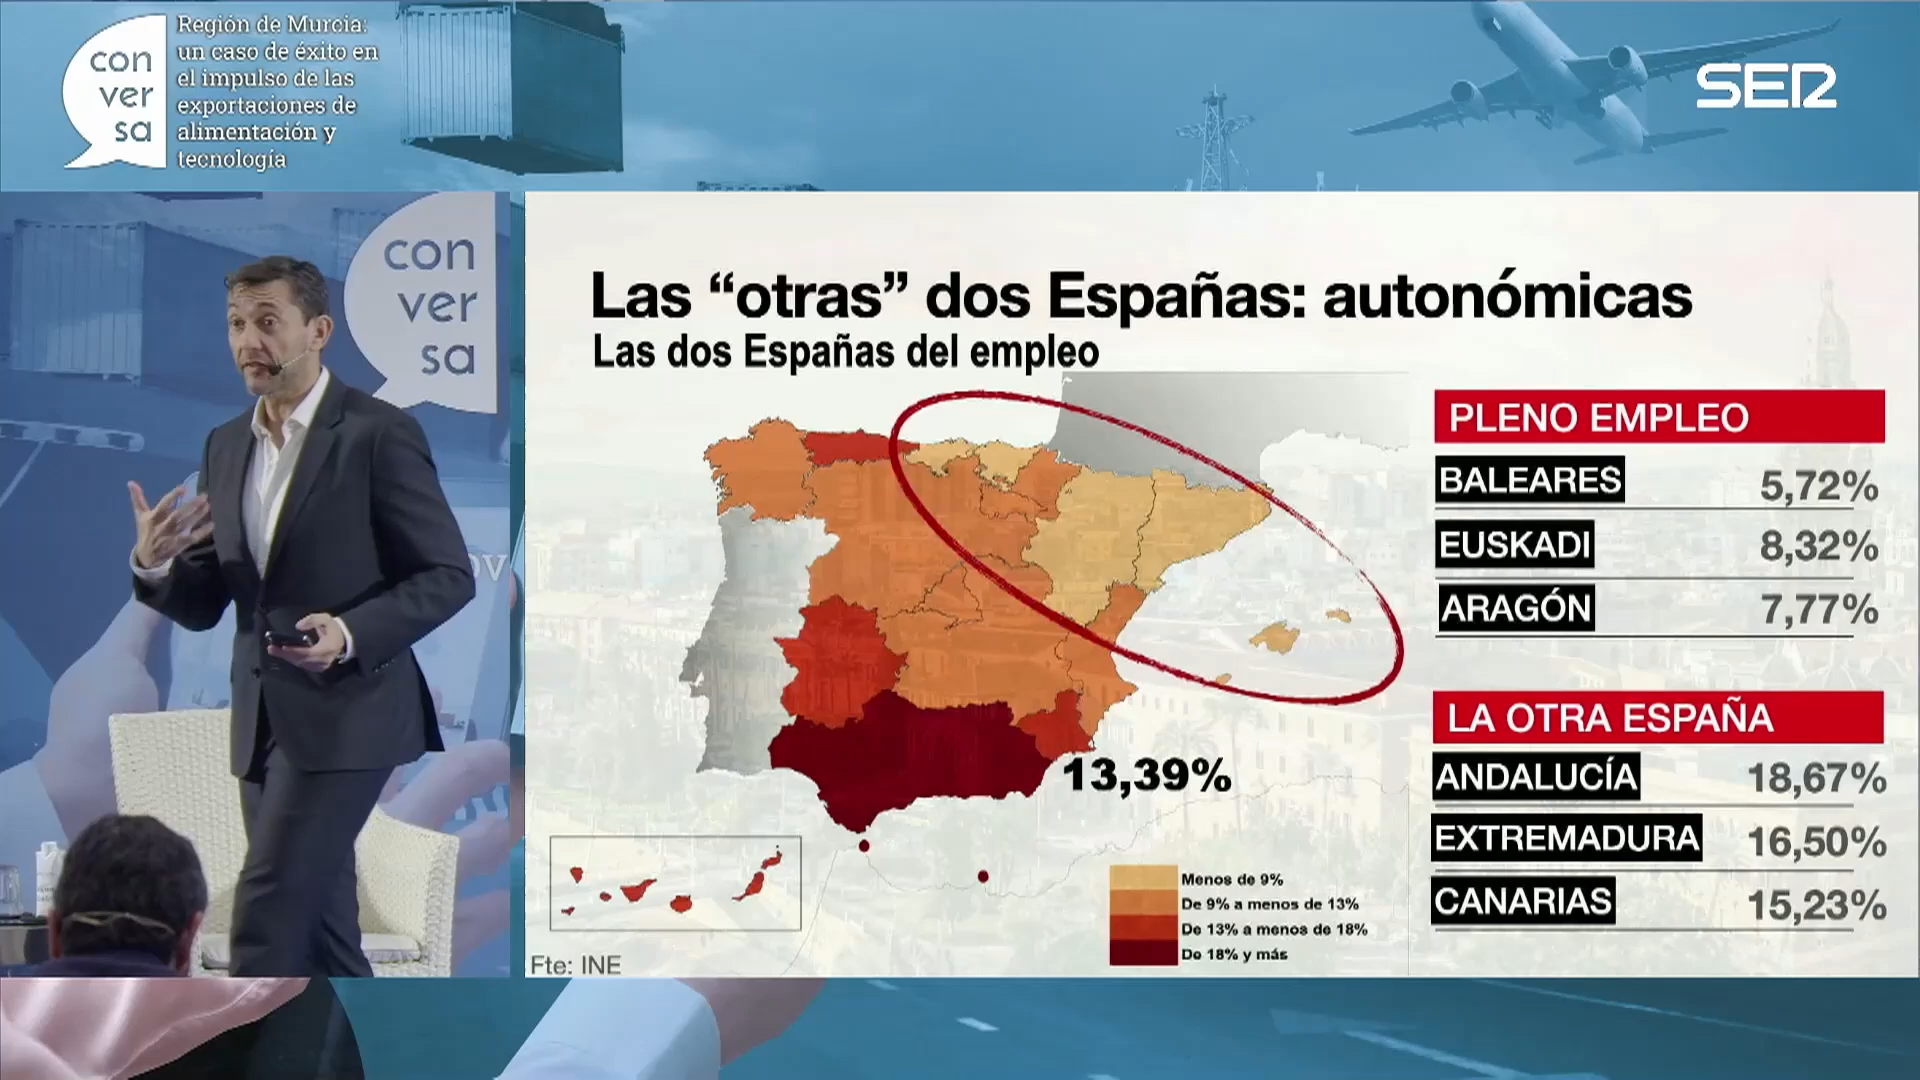 con
ver
sa
Región de Murcia:
un caso de éxito en
el impulso de las
exportaciones de
alimentación y
tecnología
SER
con
ver
sa
Las “otras” dos Españas: autonómicas
Las dos Españas del empleo
PLENO EMPLEO
BALEARES 5,72%
EUSKADI 8,32%
ARAGÓN 7,77%
LA OTRA ESPAÑA
ANDALUCÍA 18,67%
EXTREMADURA 16,50%
CANARIAS 15,23%
13,39%
Menos de 9%
De 9% a menos de 13%
De 13% a menos de 18%
De 18% y más
Fte: INE